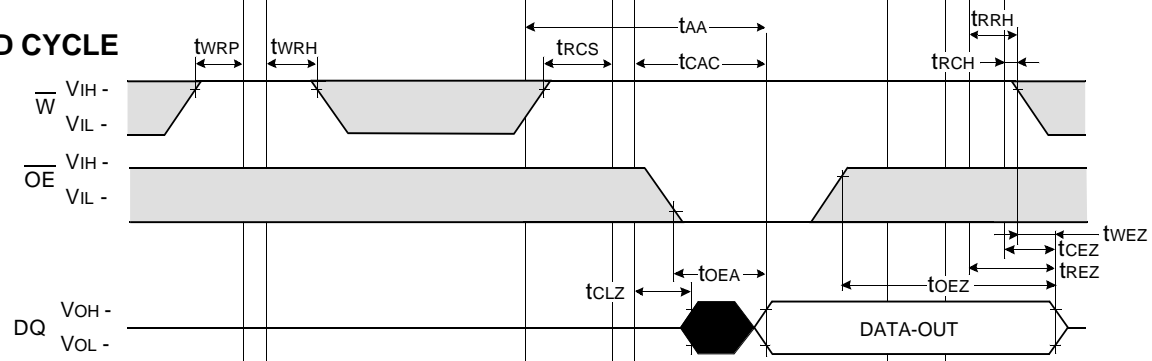 tAA
tRRH
D CYCLE
tWRP tWRH tRCS tCAC
tRCH
W VIH -
VIL -
OE VIH -
VIL -
tWEZ
tCEZ
tOEA tREZ
tCLZ tOEZ
DQ VOH -
VOL -
DATA-OUT